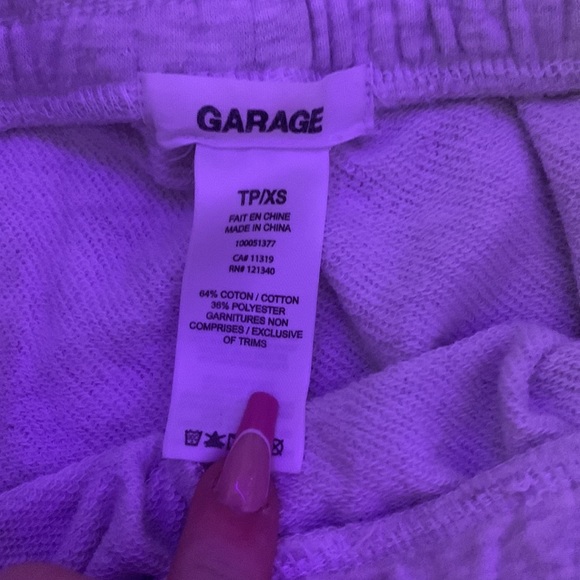 GARAGE
TP/XS
FAIT EN CHINE
MADE IN CHINA
100051377
CA# 11319
RN# 121340
64% COTON / COTTON
36% POLYESTER
GARNITURES NON
COMPRISES / EXCLUSIVE
OF TRIMS